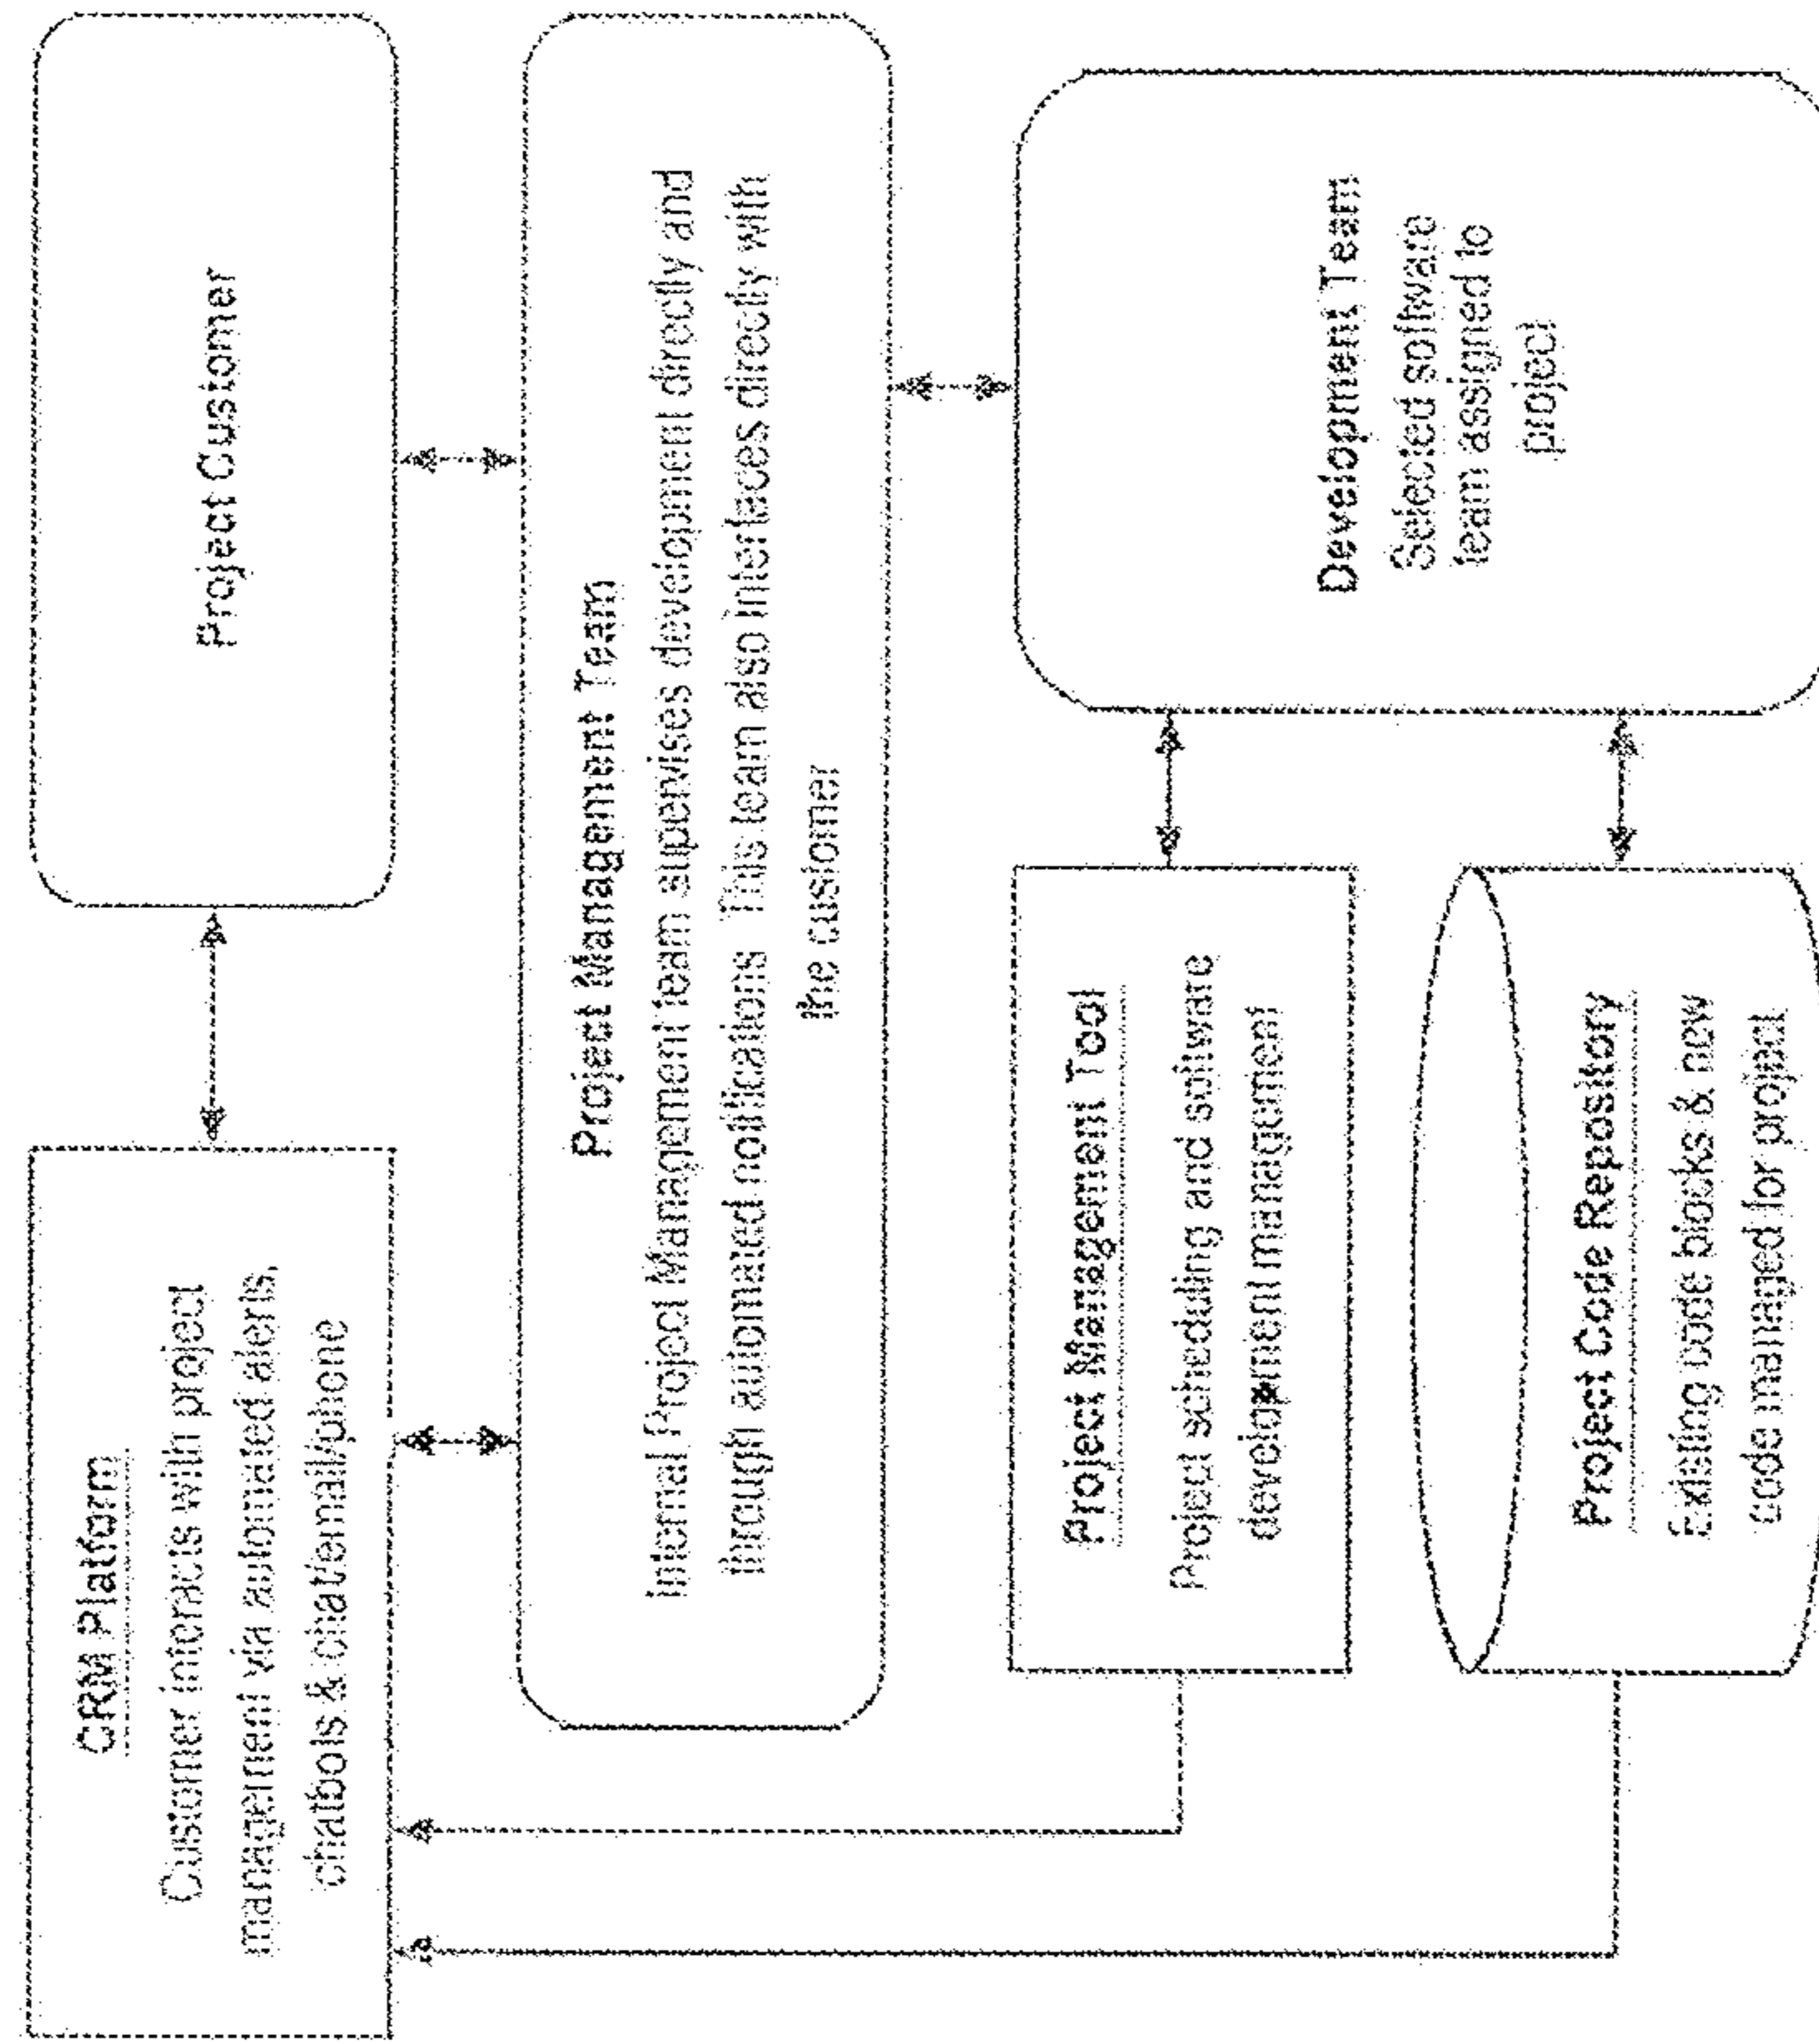 CRM Platform
Customer interacts with project
management via automated alerts,
chatbots & chat/email/phone
Project Customer
Project Management Team
Internal Project Management team supervises development directly and
through automated notifications. This team also interfaces directly with
the customer
Project Management Tool
Project scheduling and software
development management
Development Team
Selected software
team assigned to
project
Project Code Repository
Existing code blocks & new
code managed for project